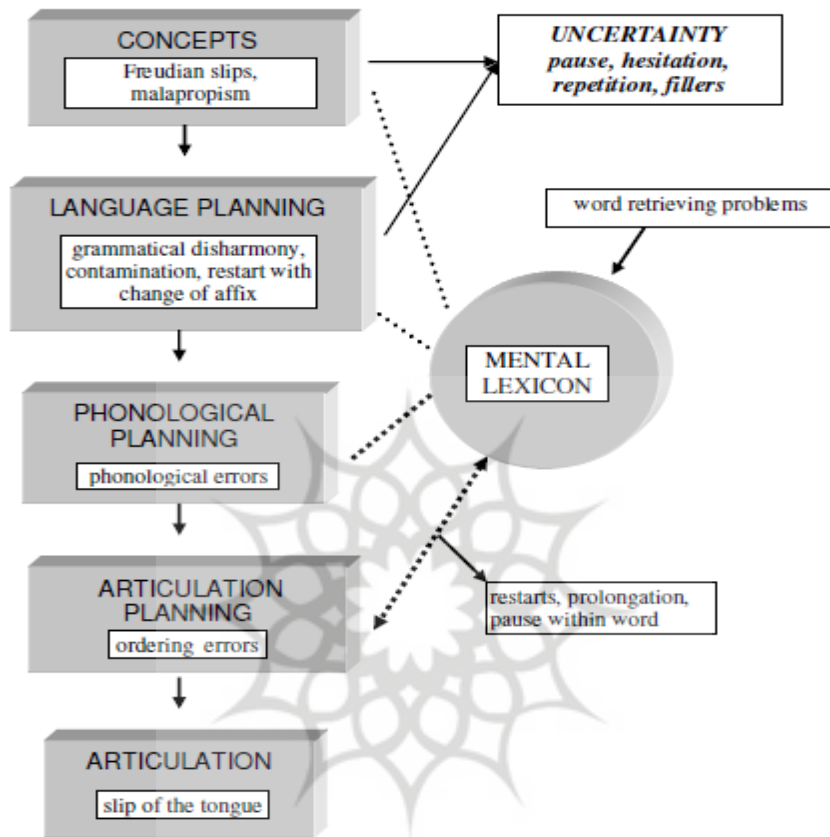 CONCEPTS
Freudian slips,
malapropism
UNCERTAINTY
pause, hesitation,
repetition, fillers
LANGUAGE PLANNING
grammatical disharmony,
contamination, restart with
change of affix
word retrieving problems
MENTAL
LEXICON
PHONOLOGICAL
PLANNING
phonological errors
ARTICULATION
PLANNING
ordering errors
restarts, prolongation,
pause within word
ARTICULATION
slip of the tongue